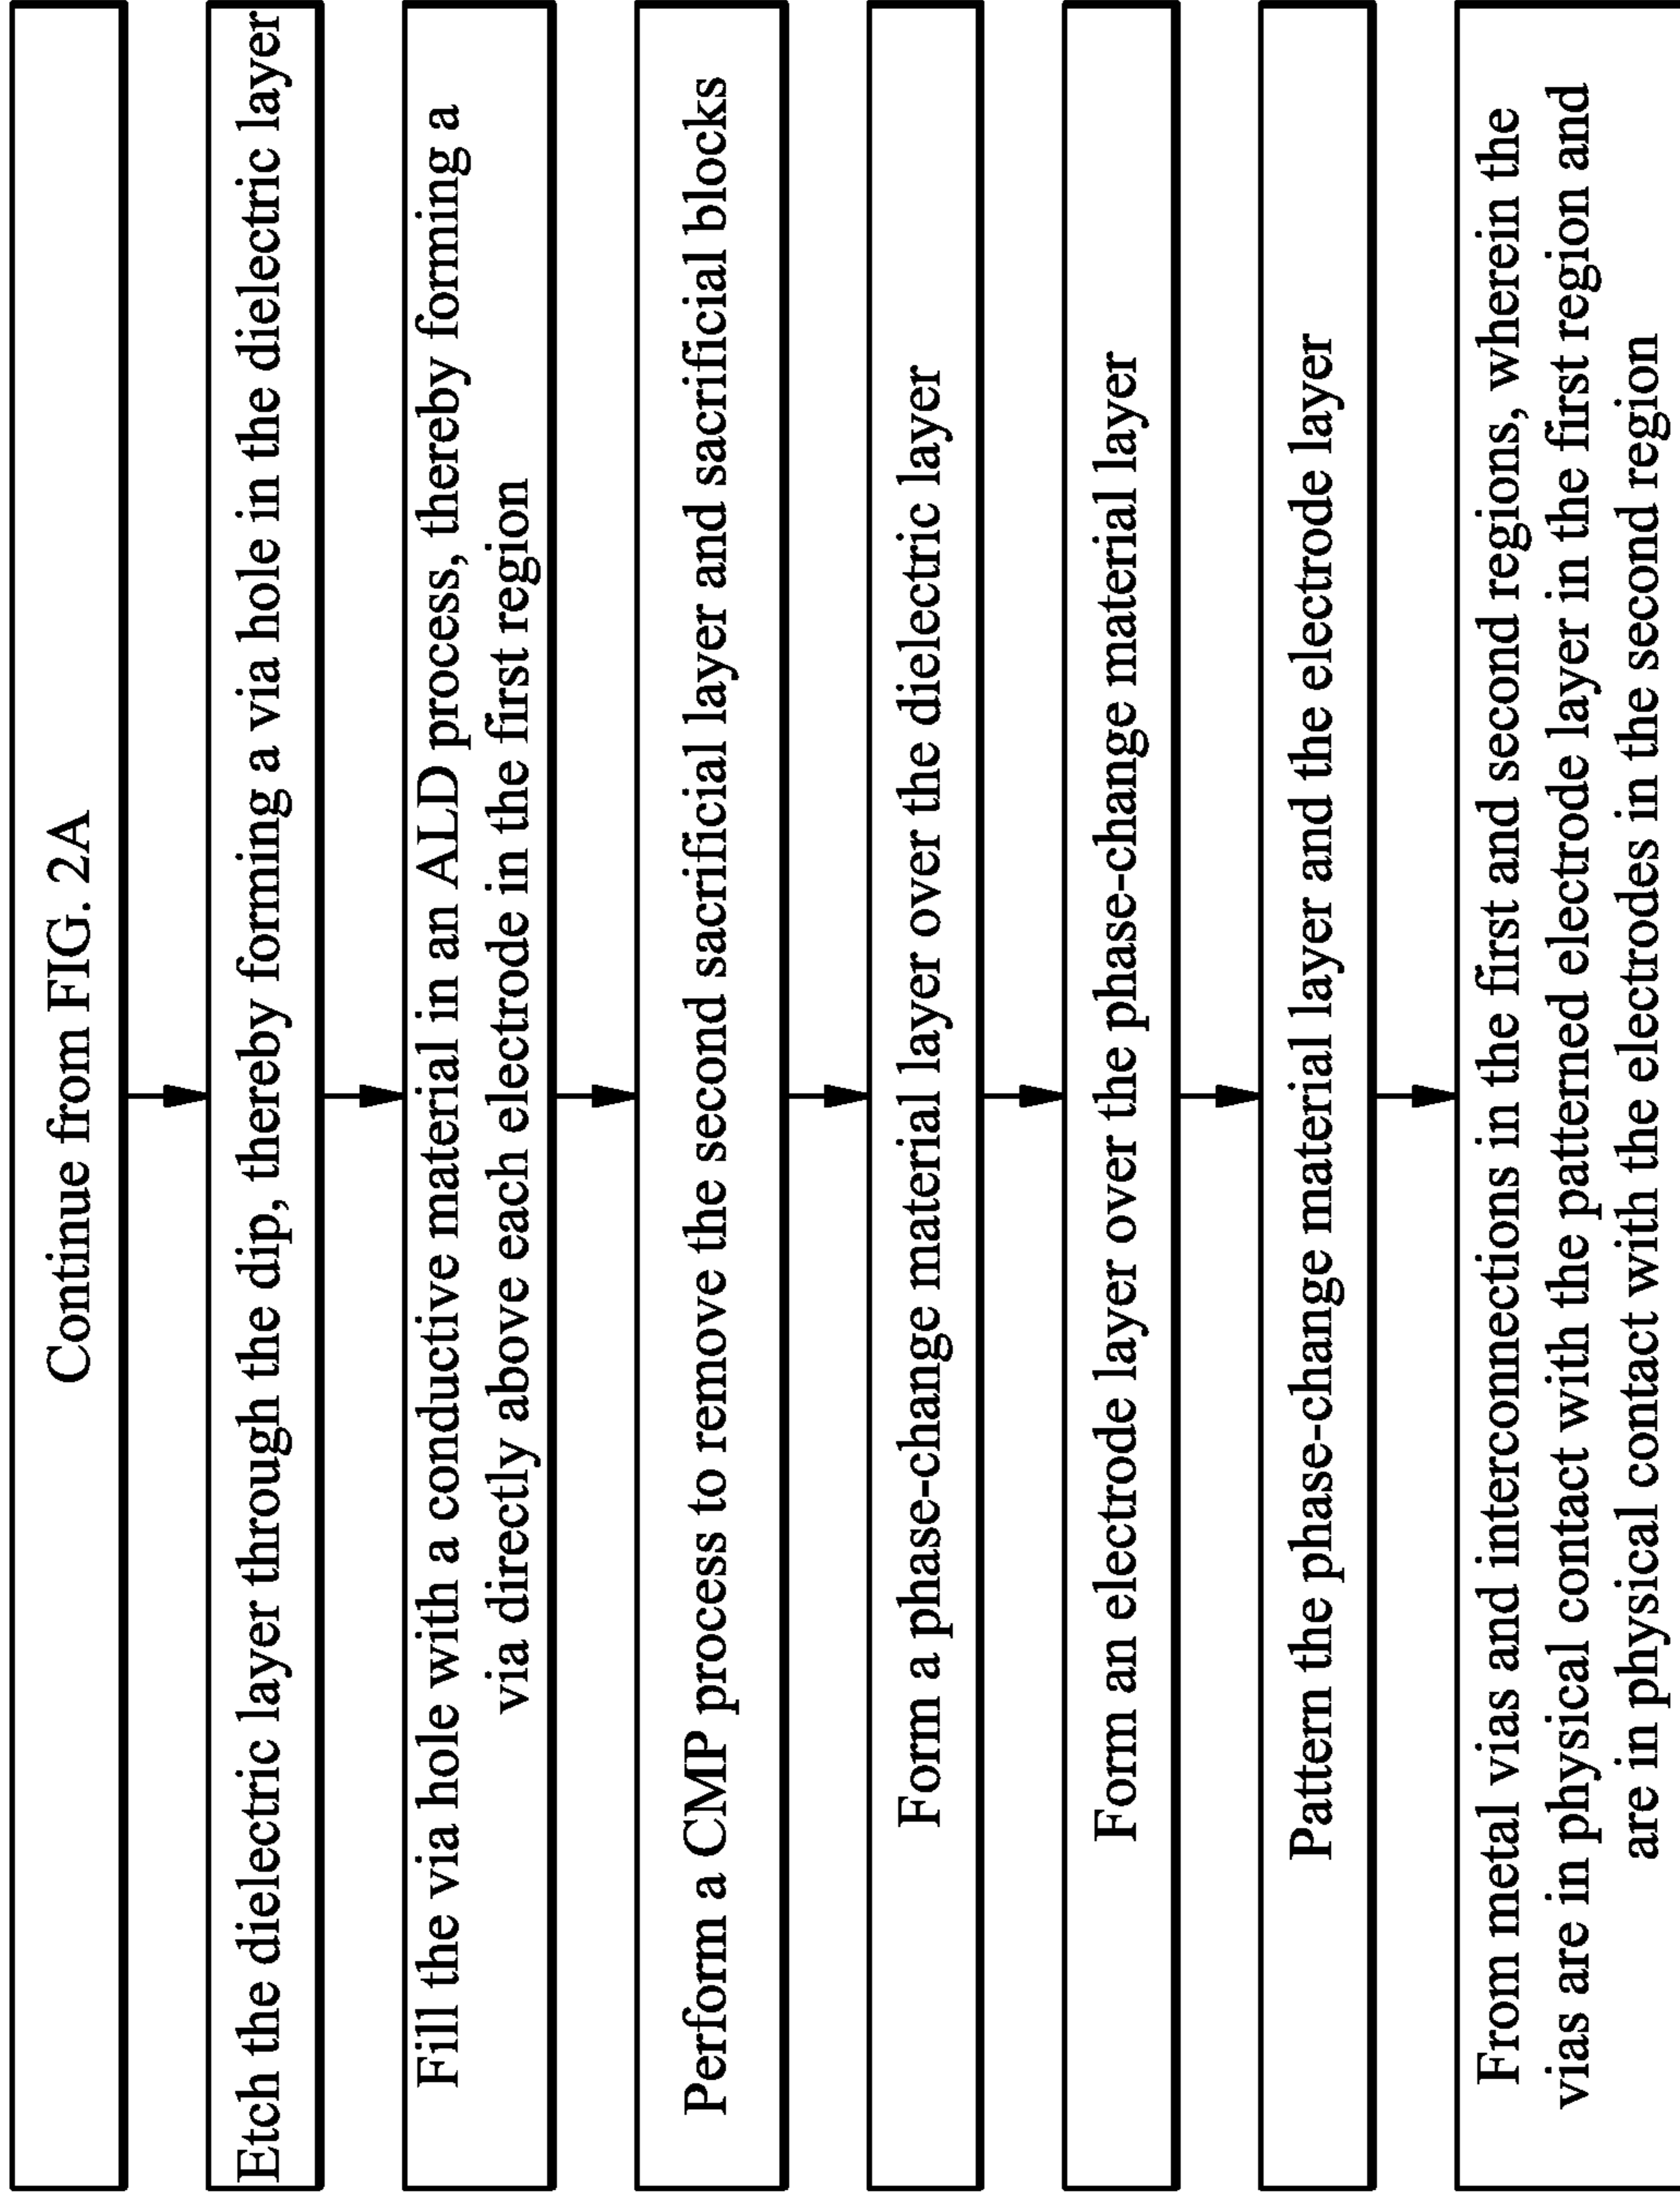 Continue from FIG. 2A
Etch the dielectric layer through the dip, thereby forming a via hole in the dielectric layer
Fill the via hole with a conductive material in an ALD process, thereby forming a
via directly above each electrode in the first region
Perform a CMP process to remove the second sacrificial layer and sacrificial blocks
Form a phase-change material layer over the dielectric layer
Form an electrode layer over the phase-change material layer
Pattern the phase-change material layer and the electrode layer
From metal vias and interconnections in the first and second regions, wherein the
vias are in physical contact with the patterned electrode layer in the first region and
are in physical contact with the electrodes in the second region